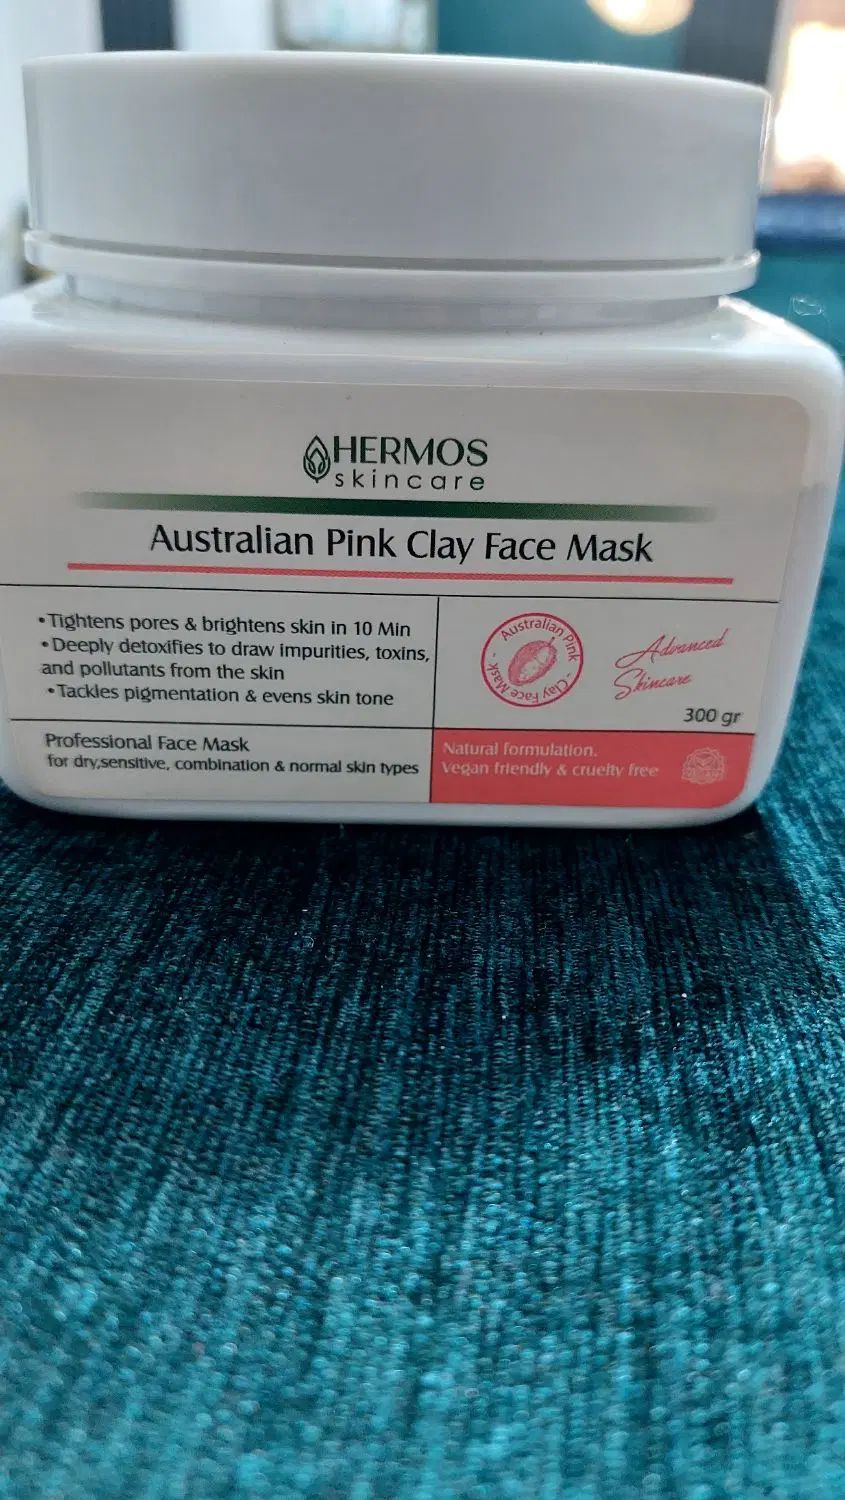 HERMOS
skincare
Australian Pink Clay Face Mask
•Tightens pores & brightens skin in 10 Min
•Deeply detoxifies to draw impurities, toxins,
and pollutants from the skin
•Tackles pigmentation & evens skin tone
Australian Pink
- Clay Face Mask -
Advanced
Skincare
300 gr
Professional Face Mask
for dry,sensitive, combination & normal skin types
Natural formulation.
Vegan friendly & cruelty free